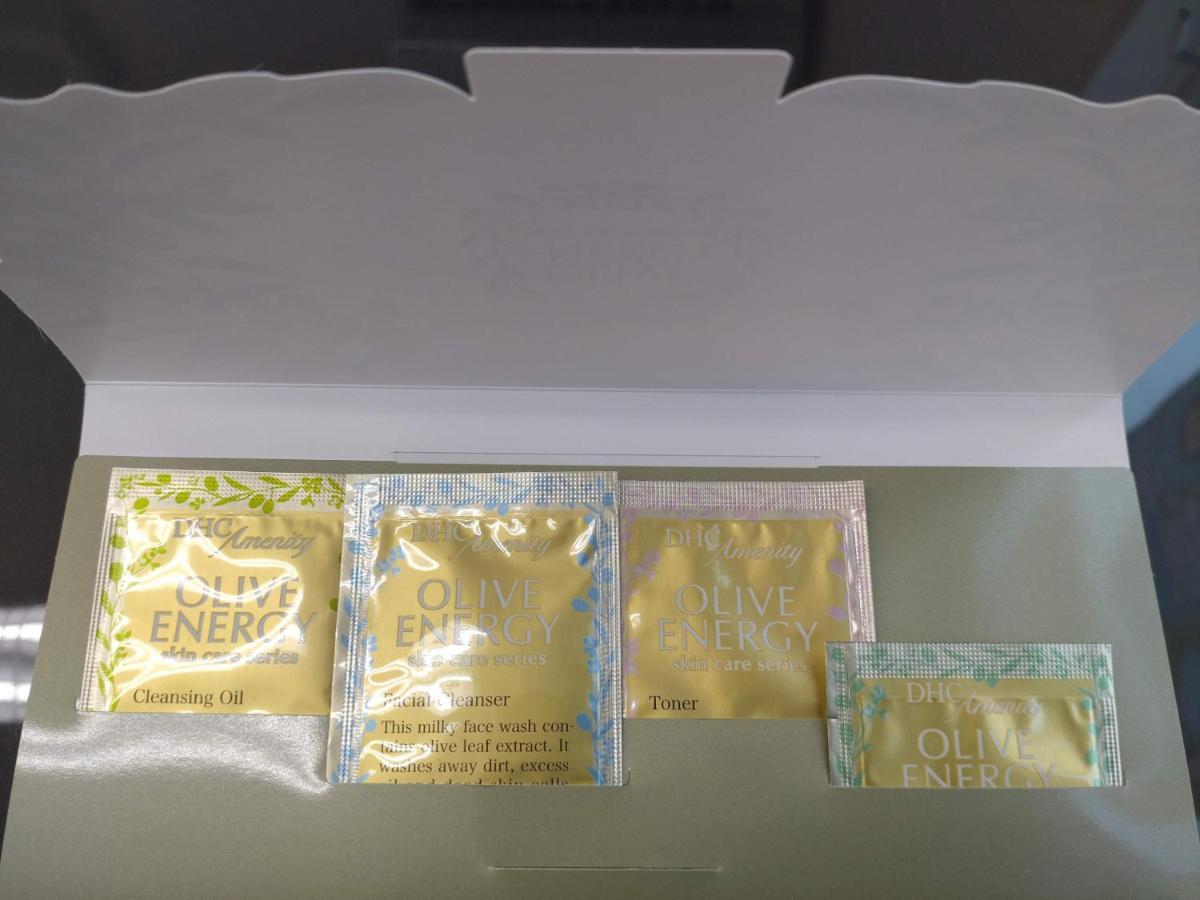 DHC Amenity
OLIVE
ENERGY
skin care series
Cleansing Oil
DHC Amenity
OLIVE
ENERGY
skin care series
Facial Cleanser
This milky face wash con-
tains olive leaf extract. It
washes away dirt, excess
DHC Amenity
OLIVE
ENERGY
skin care series
Toner
DHC Amenity
OLIVE
ENERGY